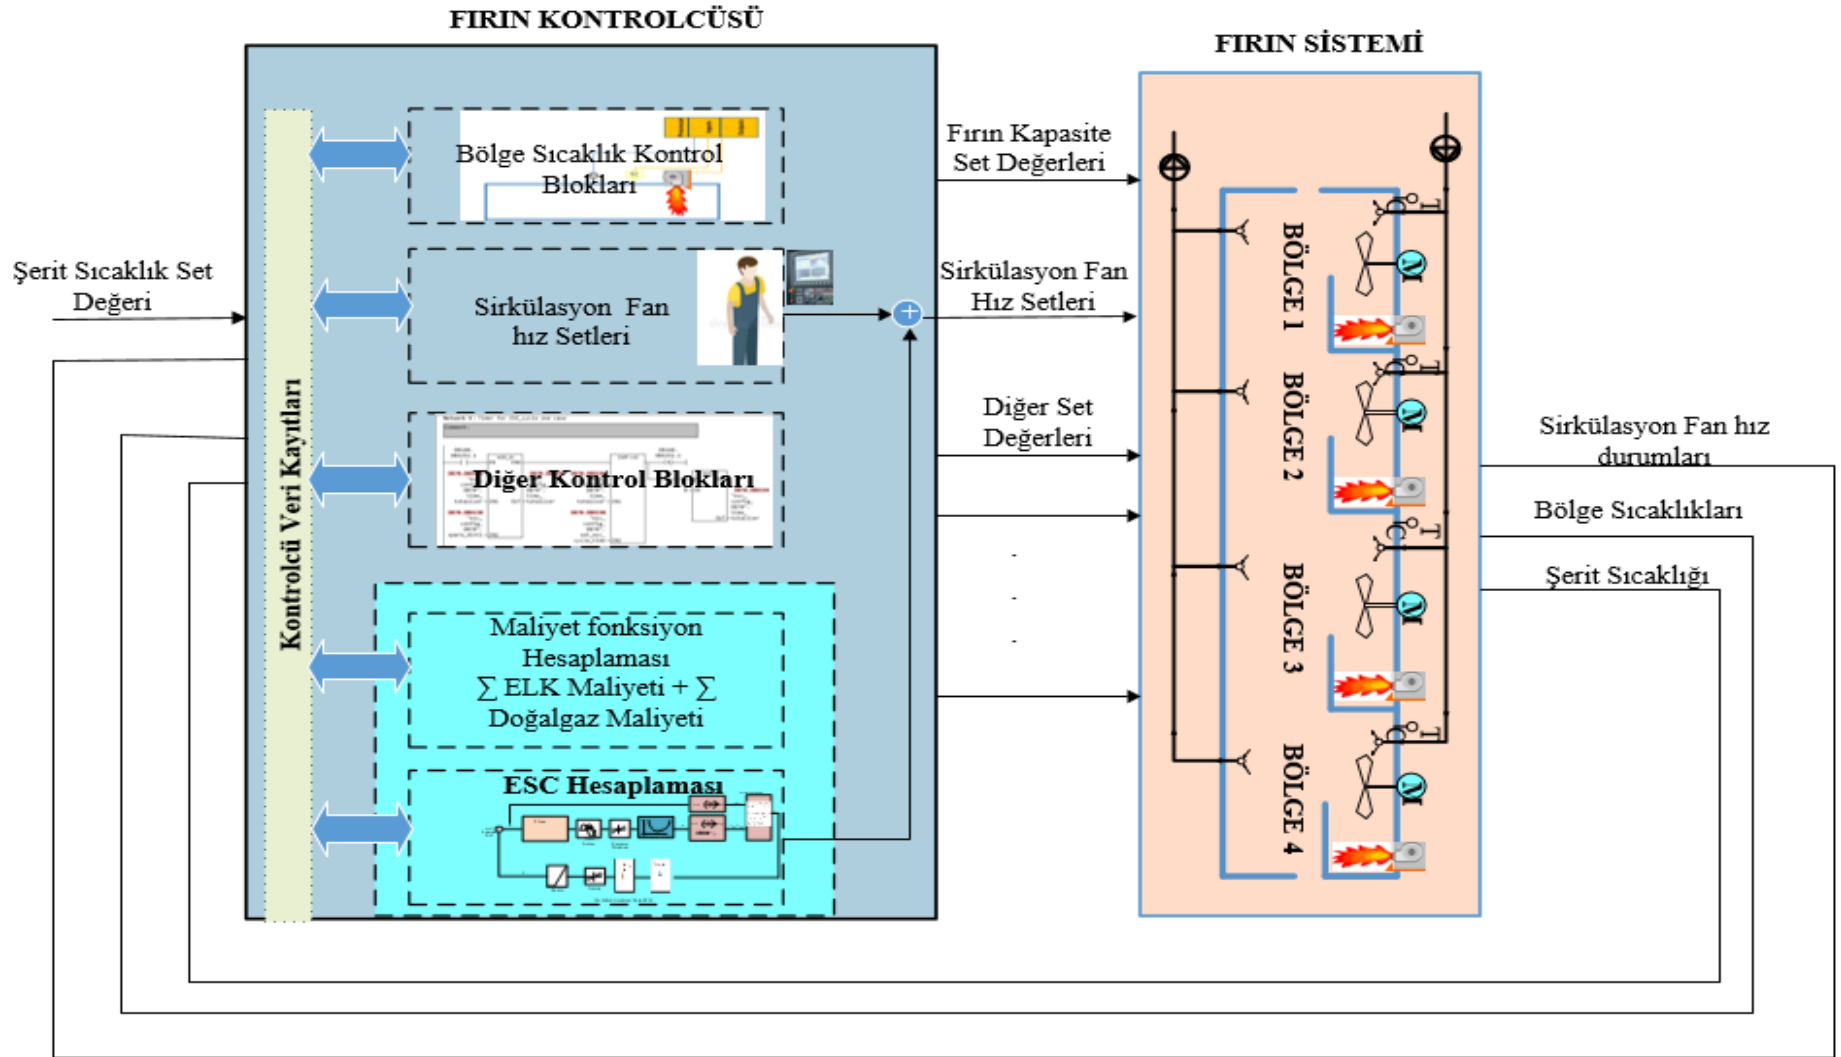 FIRIN KONTROLCÜSÜ
FIRIN SİSTEMİ
Bölge Sıcaklık Kontrol
Blokları
Fırın Kapasite
Set Değerleri
Şerit Sıcaklık Set
Değeri
Sirkülasyon Fan
hız Setleri
Sirkülasyon Fan
Hız Setleri
Kontrolcü Veri Kayıtları
Diğer Kontrol Blokları
Diğer Set
Değerleri
Maliyet fonksiyon
Hesaplaması
∑ ELK Maliyeti + ∑
Doğalgaz Maliyeti
ESC Hesaplaması
BÖLGE 1
M
T
C
BÖLGE 2
M
T
C
BÖLGE 3
M
T
C
BÖLGE 4
M
T
C
Sirkülasyon Fan hız
durumları
Bölge Sıcaklıkları
Şerit Sıcaklığı